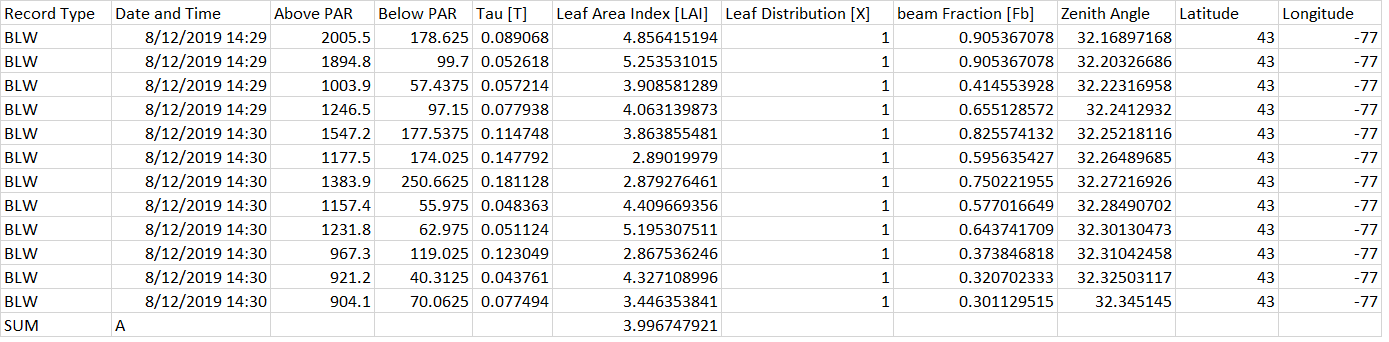 Record Type Date and Time Above PAR Below PAR Tau [T] Leaf Area Index [LAI] Leaf Distribution [X] beam Fraction [Fb] Zenith Angle Latitude Longitude
BLW 8/12/2019 14:29 2005.5 178.625 0.089068 4.856415194 1 0.905367078 32.16897168 43 -77
BLW 8/12/2019 14:29 1894.8 99.7 0.052618 5.253531015 1 0.905367078 32.20326686 43 -77
BLW 8/12/2019 14:29 1003.9 57.4375 0.057214 3.908581289 1 0.414553928 32.22316958 43 -77
BLW 8/12/2019 14:29 1246.5 97.15 0.077938 4.063139873 1 0.655128572 32.2412932 43 -77
BLW 8/12/2019 14:30 1547.2 177.5375 0.114748 3.863855481 1 0.825574132 32.25218116 43 -77
BLW 8/12/2019 14:30 1177.5 174.025 0.147792 2.89019979 1 0.595635427 32.26489685 43 -77
BLW 8/12/2019 14:30 1383.9 250.6625 0.181128 2.879276461 1 0.750221955 32.27216926 43 -77
BLW 8/12/2019 14:30 1157.4 55.975 0.048363 4.409669356 1 0.577016649 32.28490702 43 -77
BLW 8/12/2019 14:30 1231.8 62.975 0.051124 5.195307511 1 0.643741709 32.30130473 43 -77
BLW 8/12/2019 14:30 967.3 119.025 0.123049 2.867536246 1 0.373846818 32.31042458 43 -77
BLW 8/12/2019 14:30 921.2 40.3125 0.043761 4.327108996 1 0.320702333 32.32503117 43 -77
BLW 8/12/2019 14:30 904.1 70.0625 0.077494 3.446353841 1 0.301129515 32.345145 43 -77
SUM A 3.996747921